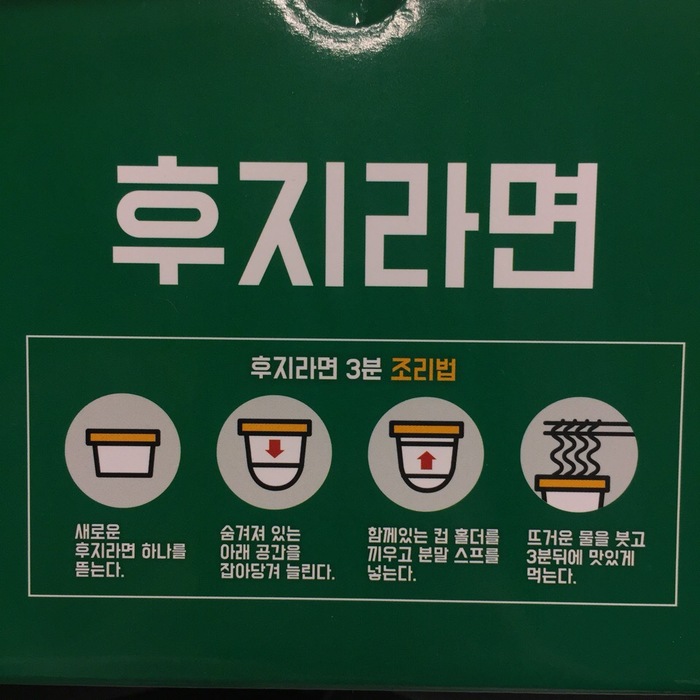 후지라면
후지라면 3분 조리법
새로운
후지라면 하나를
뜯는다.
숨겨져 있는
아래 공간을
잡아당겨 늘린다.
함께있는 컵 홀더를
끼우고 분말 스프를
넣는다.
뜨거운 물을 붓고
3분뒤에 맛있게
먹는다.